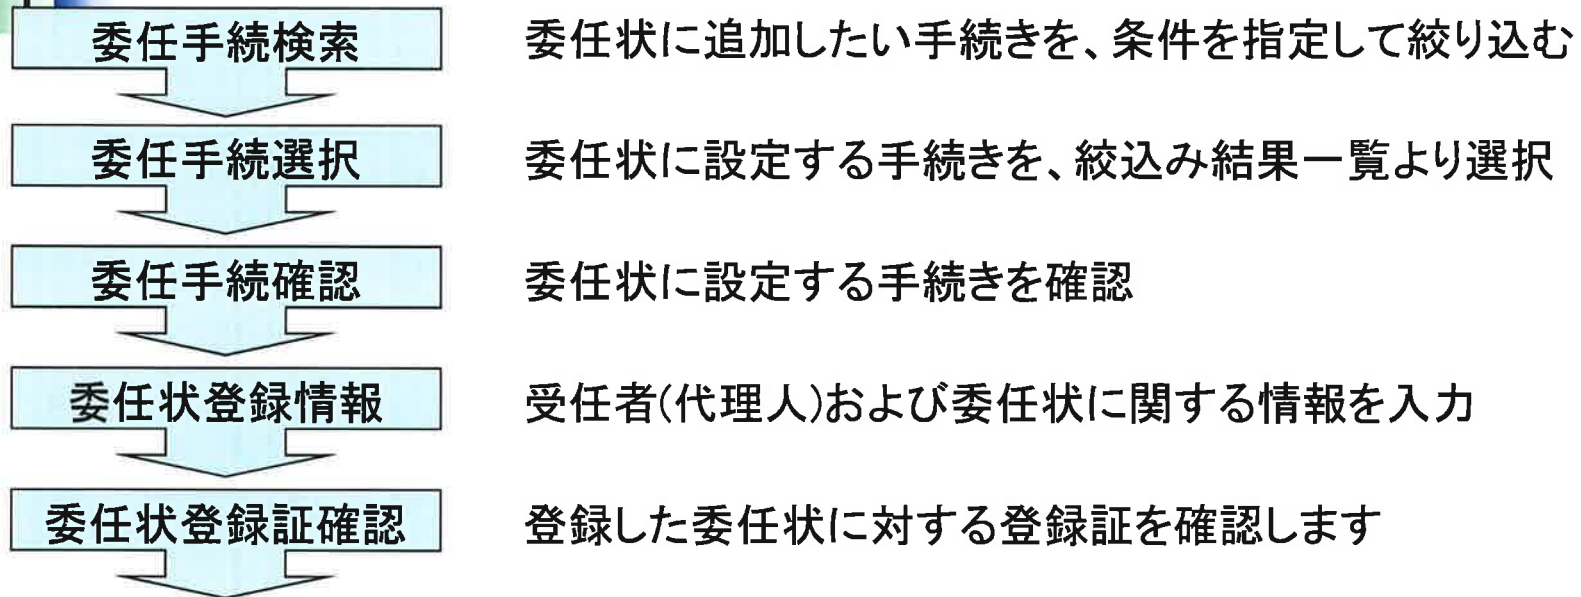 委任手続検索
委任状に追加したい手続きを、条件を指定して絞り込む
委任手続選択
委任状に設定する手続きを、絞込み結果一覧より選択
委任手続確認
委任状に設定する手続きを確認
委任状登録情報
受任者(代理人)および委任状に関する情報を入力
委任状登録証確認
登録した委任状に対する登録証を確認します